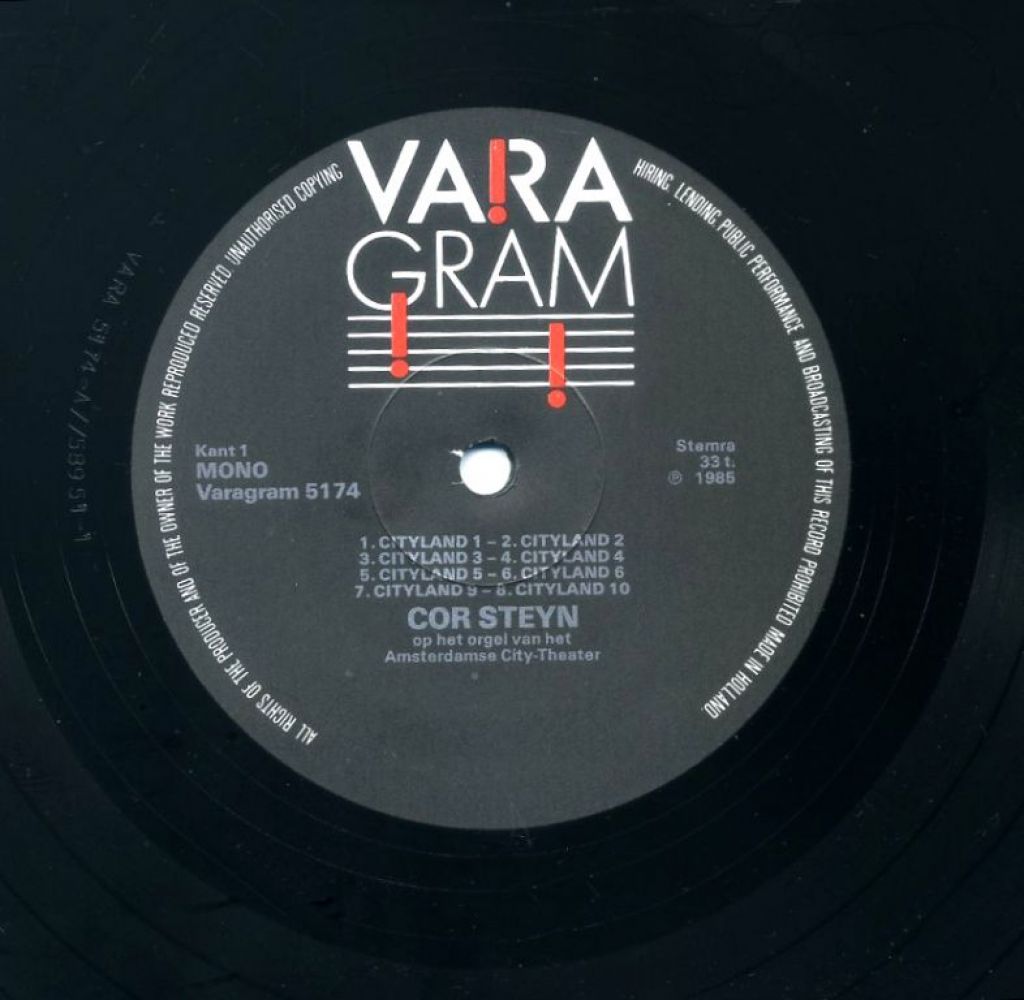 VARA
GRAM
ALL RIGHTS OF THE PRODUCER AND OF THE OWNER OF THE WORK REPRODUCED RESERVED UNAUTHORISED COPYING
HIRING LENDING PUBLIC PERFORMANCE AND BROADCASTING OF THIS RECORD PROHIBITED MADE IN HOLLAND
Kant 1
MONO
Varagram 5174
Stemra
33 t.
℗ 1985
1. CITYLAND 1 – 2. CITYLAND 2
3. CITYLAND 3 – 4. CITYLAND 4
5. CITYLAND 5 – 6. CITYLAND 6
7. CITYLAND 9 – 8. CITYLAND 10
COR STEYN
op het orgel van het
Amsterdamse City-Theater
VARA 5174